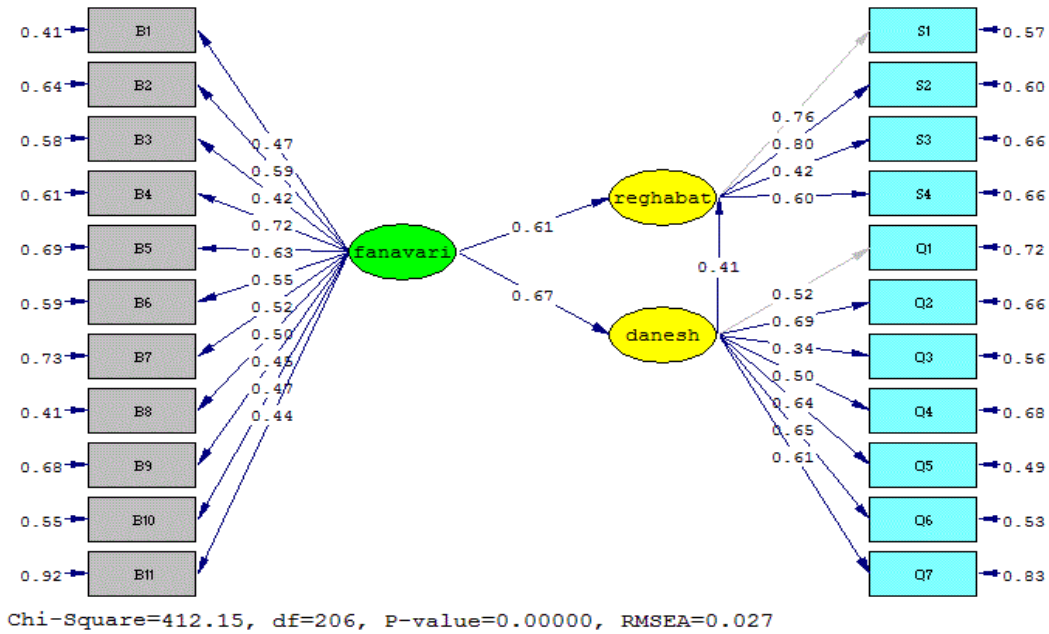 0.41 B1
0.64 B2
0.58 B3
0.61 B4
0.69 B5
0.59 B6
0.73 B7
0.41 B8
0.68 B9
0.55 B10
0.92 B11
0.47
0.59
0.42
0.72
0.63
0.55
0.52
0.50
0.45
0.47
0.44
fanavari
0.61
0.67
reghabat
0.41
danesh
0.76
0.80
0.42
0.60
0.52
0.69
0.34
0.50
0.64
0.65
0.61
S1 0.57
S2 0.60
S3 0.66
S4 0.66
Q1 0.72
Q2 0.66
Q3 0.56
Q4 0.68
Q5 0.49
Q6 0.53
Q7 0.83
Chi-Square=412.15, df=206, P-value=0.00000, RMSEA=0.027